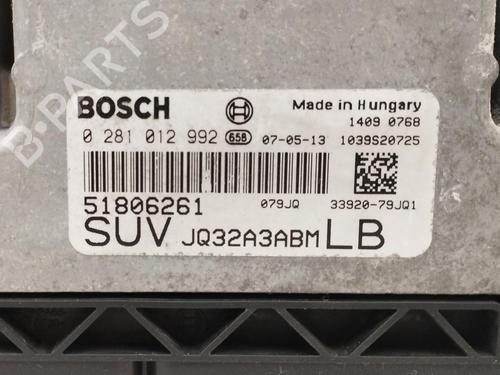 B-PARTS
BOSCH
Made in Hungary
1409 0768
0 281 012 992 658 07-05-13 1039S20725
51806261 079JQ 33920-79JQ1
SUV JQ32A3ABM LB